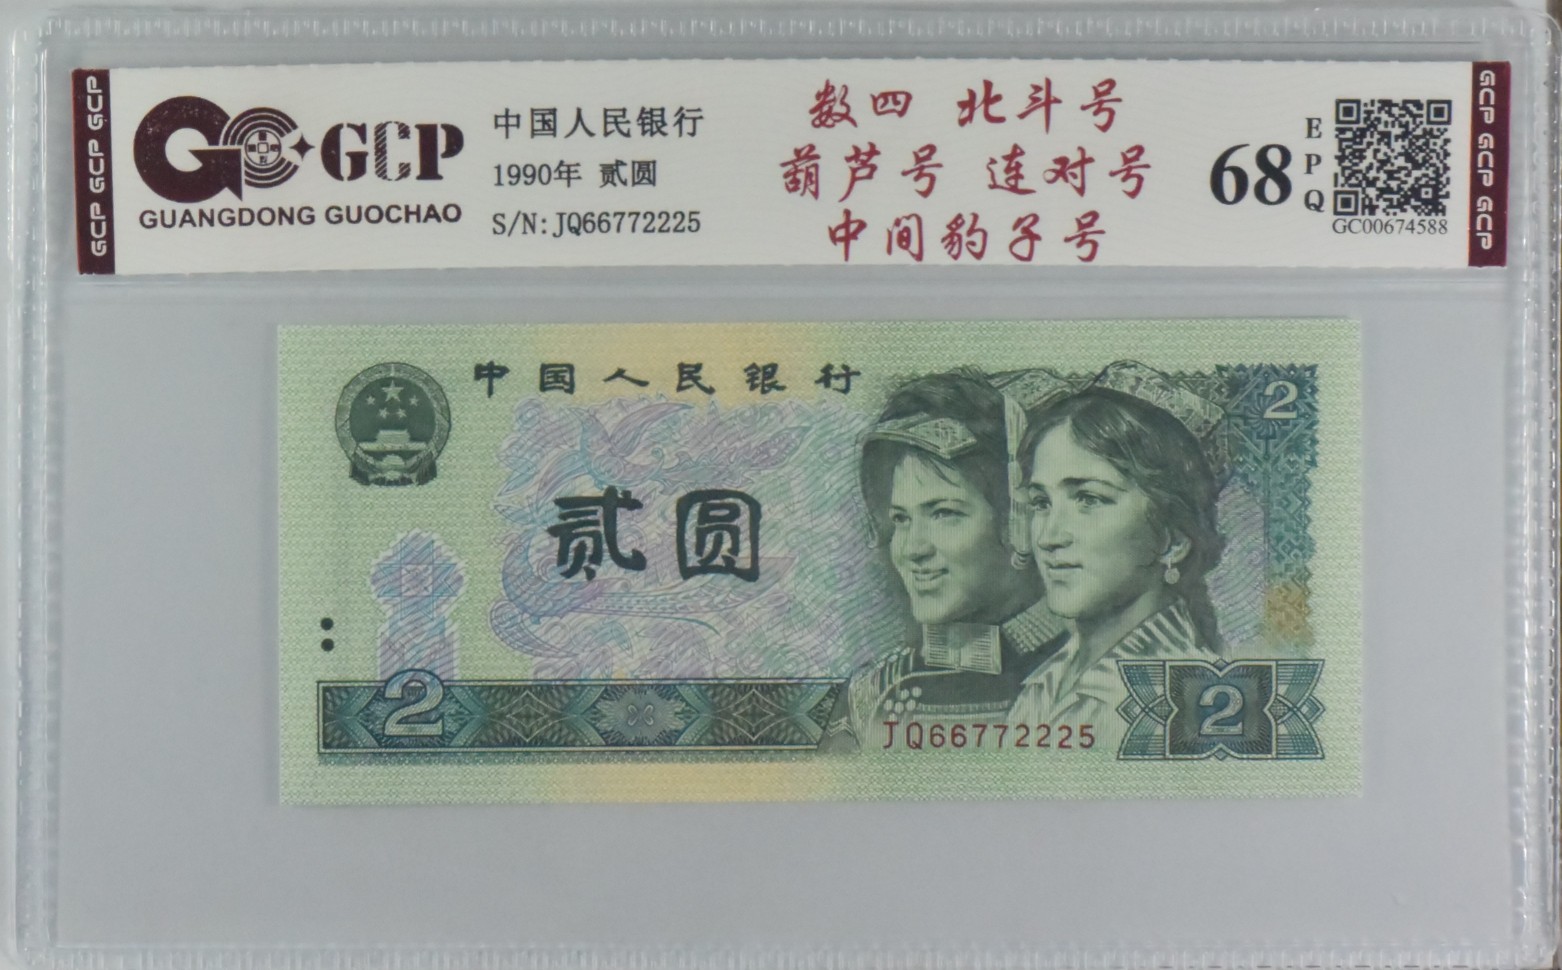 GCP GCP GCP
GCP
GUANGDONG GUOCHAO
中国人民银行
1990年 贰圆
S/N:JQ66772225
数四 北斗号
葫芦号 连对号
中间豹子号
68
EPQ
GC00674588
GCP GCP GCP
中国人民银行
2
贰圆
2
JQ66772225
2